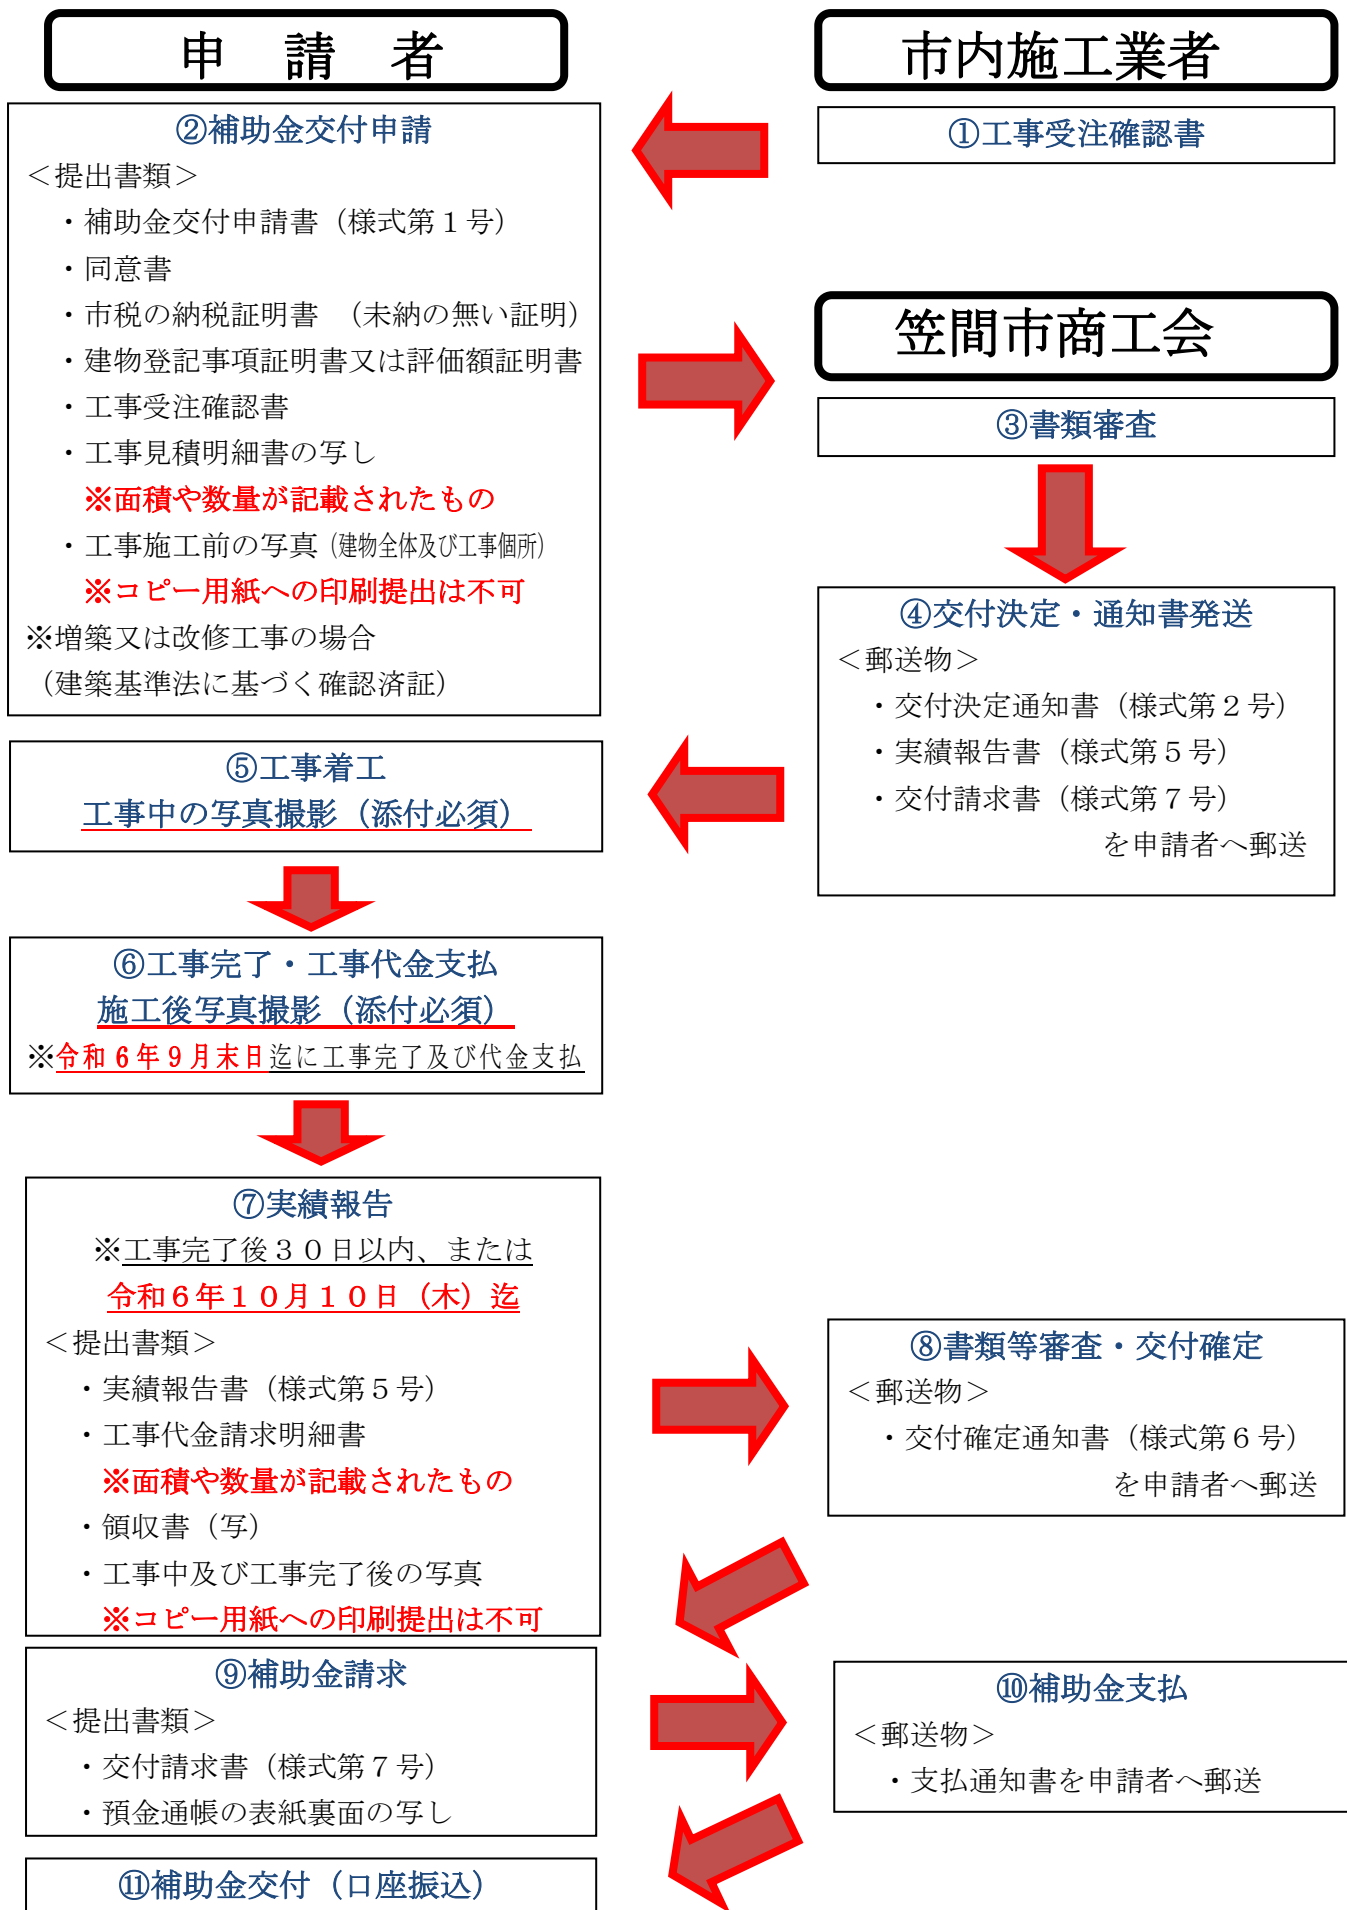 申　請　者
市内施工業者
①工事受注確認書
②補助金交付申請
＜提出書類＞
・補助金交付申請書（様式第１号）
・同意書
・市税の納税証明書　（未納の無い証明）
・建物登記事項証明書又は評価額証明書
・工事受注確認書
・工事見積明細書の写し
※面積や数量が記載されたもの
・工事施工前の写真（建物全体及び工事個所）
※コピー用紙への印刷提出は不可
※増築又は改修工事の場合
（建築基準法に基づく確認済証）
笠間市商工会
③書類審査
④交付決定・通知書発送
＜郵送物＞
・交付決定通知書（様式第２号）
・実績報告書（様式第５号）
・交付請求書（様式第７号）
を申請者へ郵送
⑤工事着工
工事中の写真撮影（添付必須）
⑥工事完了・工事代金支払
施工後写真撮影（添付必須）
※令和６年９月末日迄に工事完了及び代金支払
⑦実績報告
※工事完了後３０日以内、または
令和６年１０月１０日（木）迄
＜提出書類＞
・実績報告書（様式第５号）
・工事代金請求明細書
※面積や数量が記載されたもの
・領収書（写）
・工事中及び工事完了後の写真
※コピー用紙への印刷提出は不可
⑧書類等審査・交付確定
＜郵送物＞
・交付確定通知書（様式第６号）
を申請者へ郵送
⑨補助金請求
＜提出書類＞
・交付請求書（様式第７号）
・預金通帳の表紙裏面の写し
⑩補助金支払
＜郵送物＞
・支払通知書を申請者へ郵送
⑪補助金交付（口座振込）